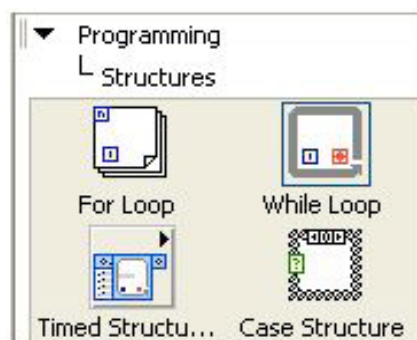 Programming
Structures
For Loop
While Loop
Timed Structu...
Case Structure